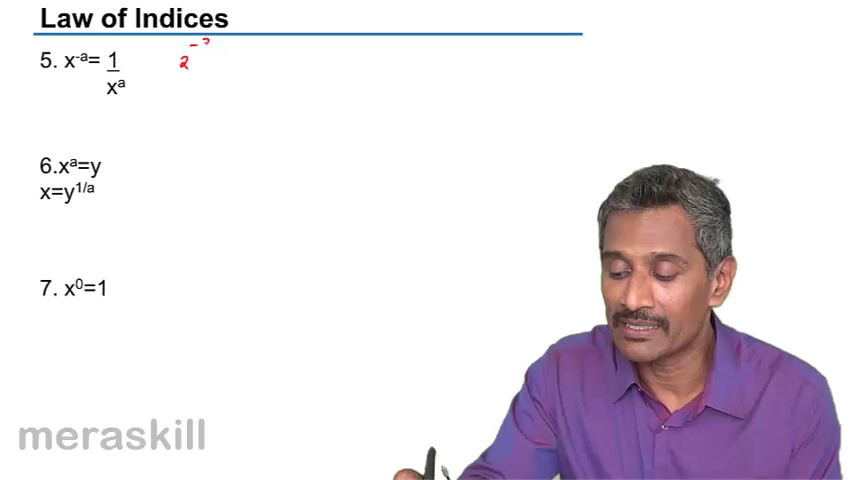 Law of Indices
5. x⁻ᵃ= 1 2⁻
xᵃ
6.xᵃ=y
x=y¹/ᵃ
7. x⁰=1
meraskill